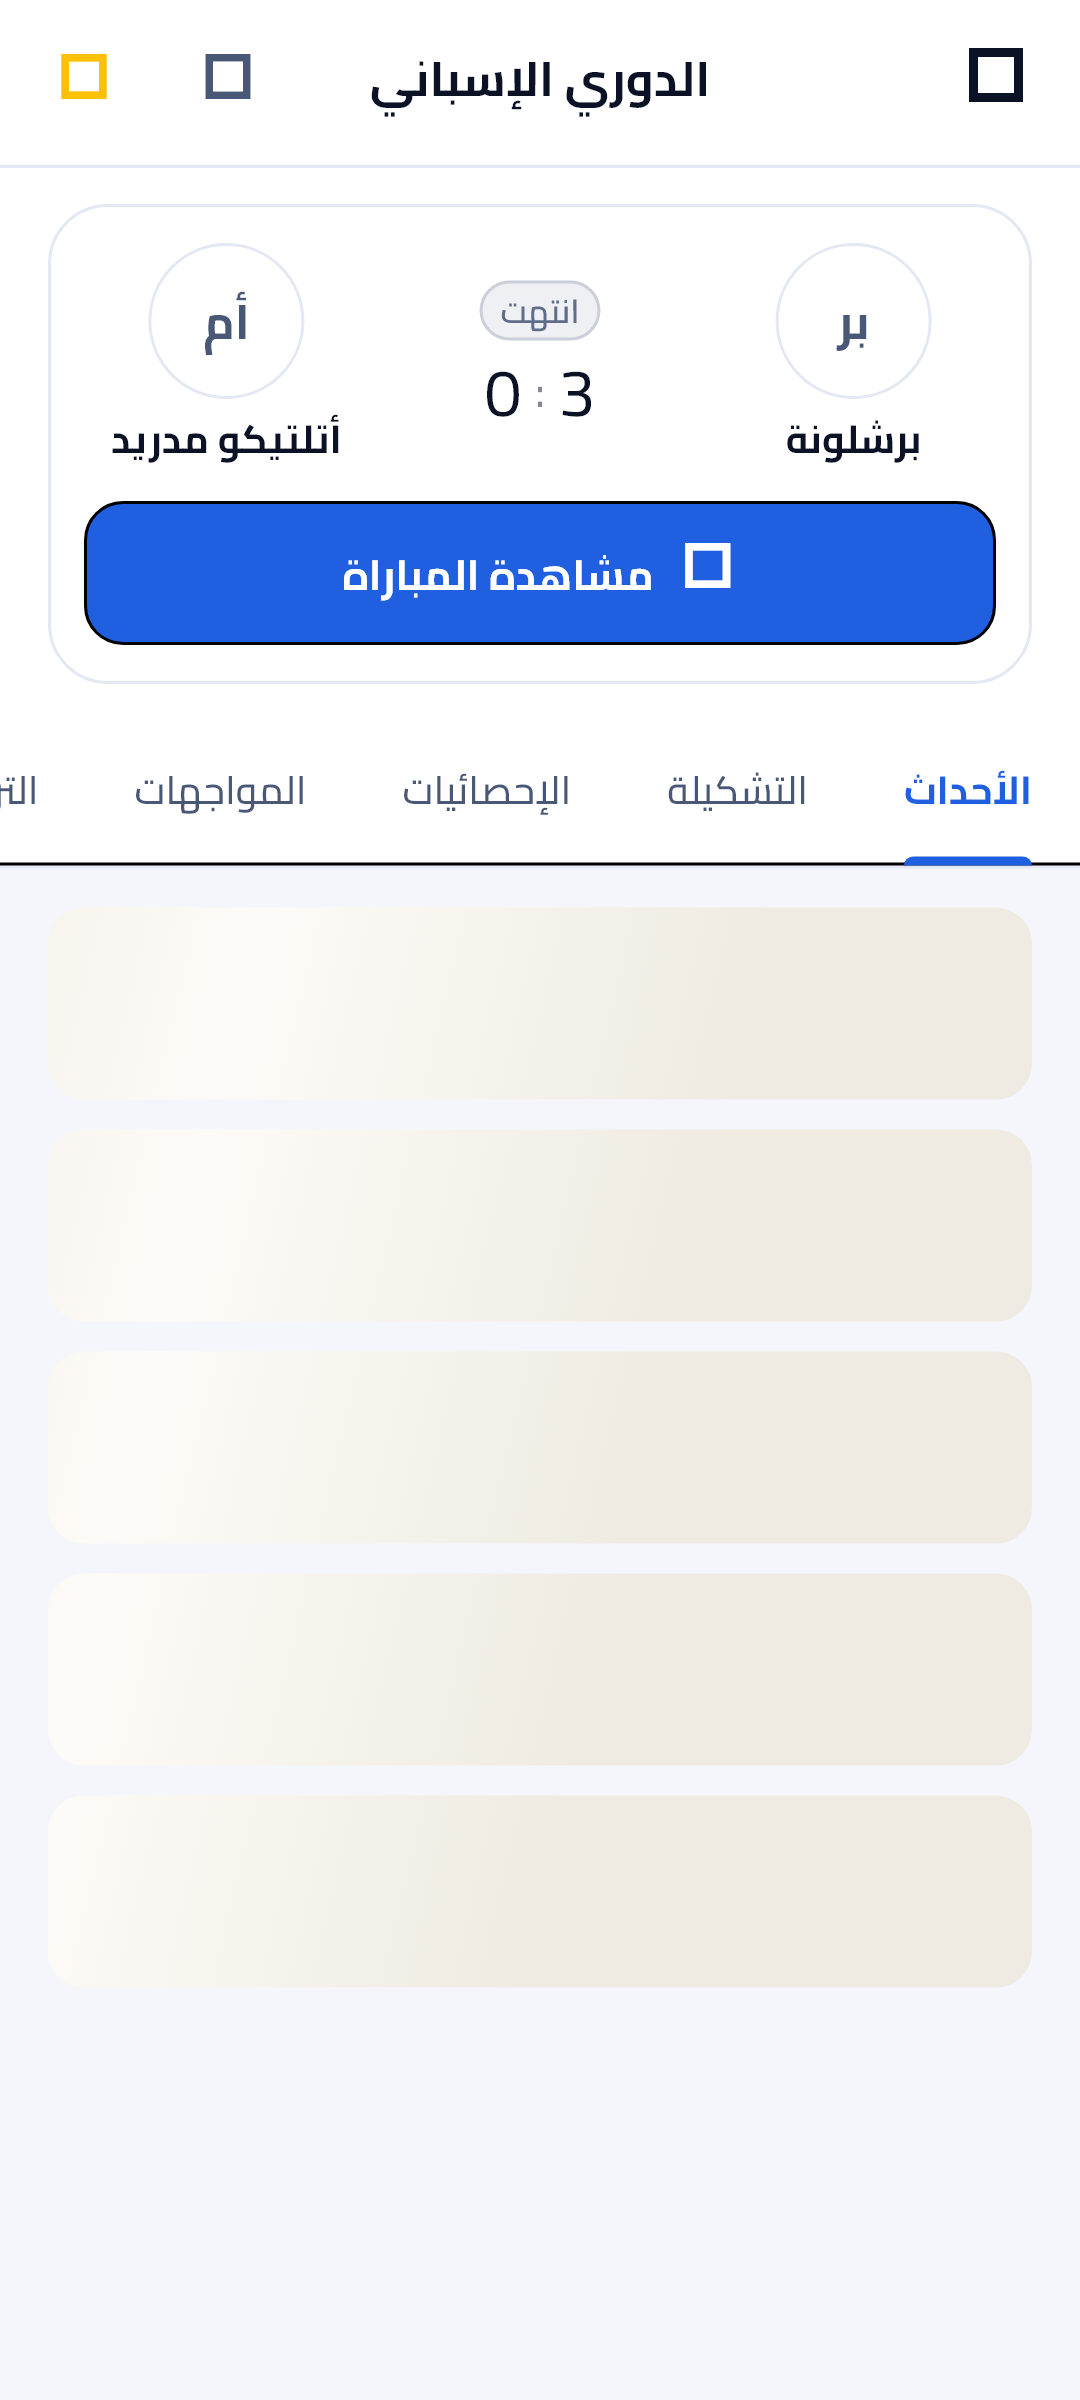 الدوري الإسباني
بر
انتهت
أم
3 : 0
برشلونة
أتلتيكو مدريد
مشاهدة المباراة
الأحداث
التشكيلة
الإحصائيات
المواجهات